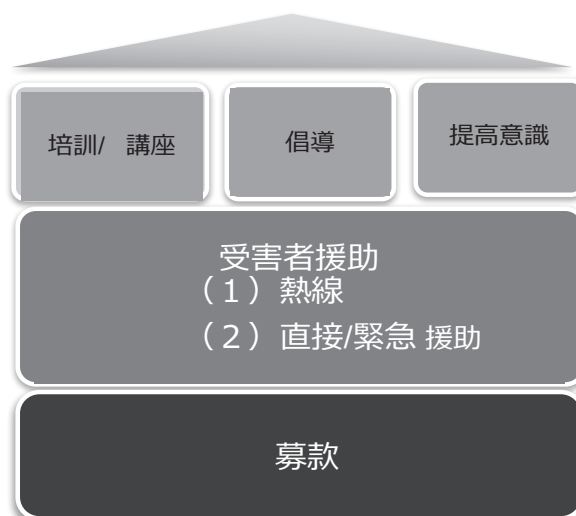 培訓/ 講座
倡導
提高意識
受害者援助
（1）熱線
（2）直接/緊急 援助
募款